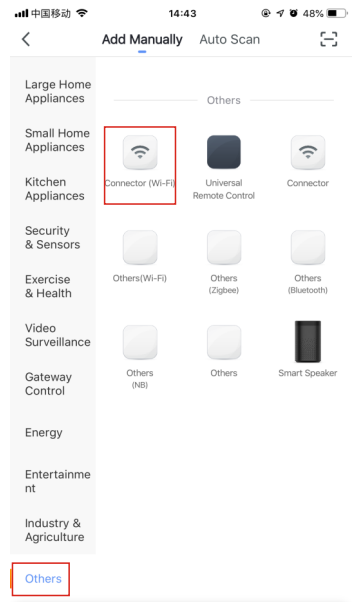 中国移动 14:43 48%
Add Manually Auto Scan
Large Home
Appliances
Small Home
Appliances
Kitchen
Appliances
Security
& Sensors
Exercise
& Health
Video
Surveillance
Gateway
Control
Energy
Entertainme
nt
Industry &
Agriculture
Others
Others
Connector (Wi-Fi)
Universal
Remote Control
Connector
Others(Wi-Fi)
Others
(Zigbee)
Others
(Bluetooth)
Others
(NB)
Others
Smart Speaker